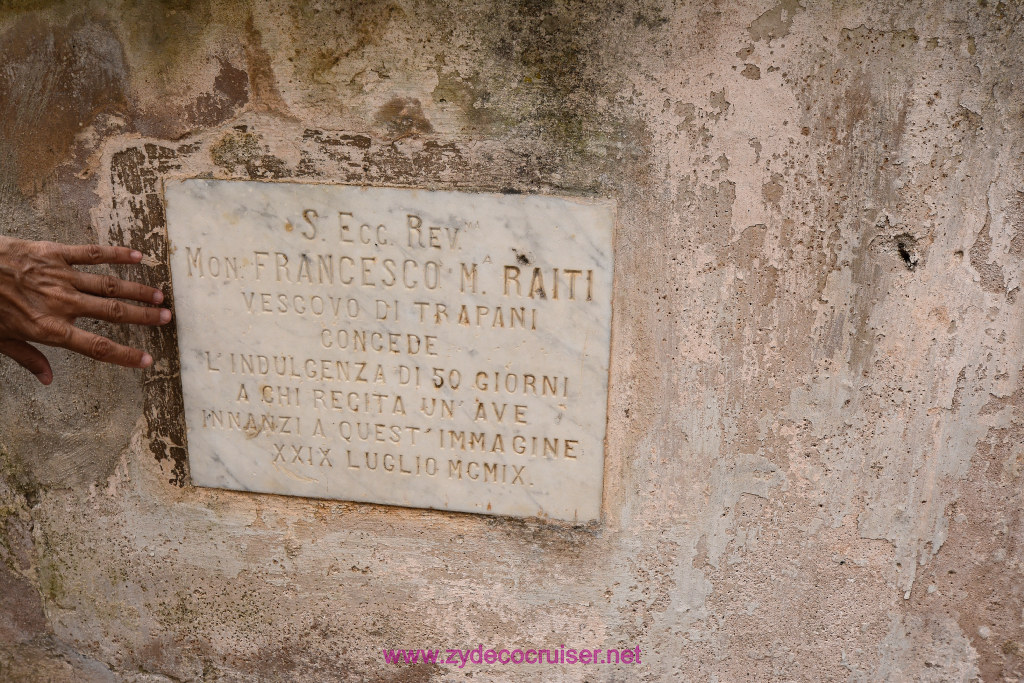 S. ECC. REV.MA
MON. FRANCESCO M.A RAITI
VESCOVO DI TRAPANI
CONCEDE
L'INDULGENZA DI 50 GIORNI
A CHI RECITA UN'AVE
INNANZI A QUEST'IMMAGINE
XXIX LUGLIO MCMIX.
www.zydecocruiser.net